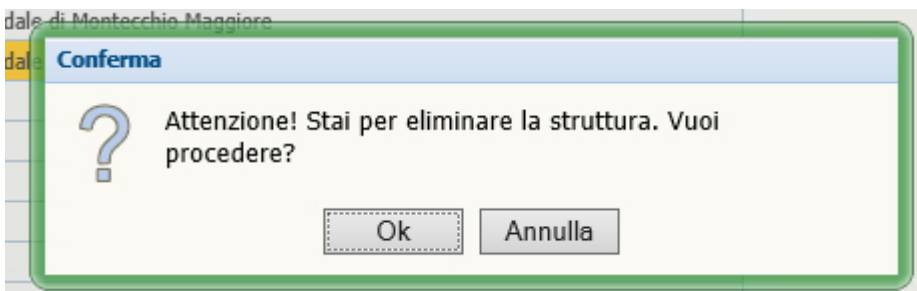 dale di Montecchio Maggiore
dale
Conferma
Attenzione! Stai per eliminare la struttura. Vuoi
procedere?
Ok
Annulla